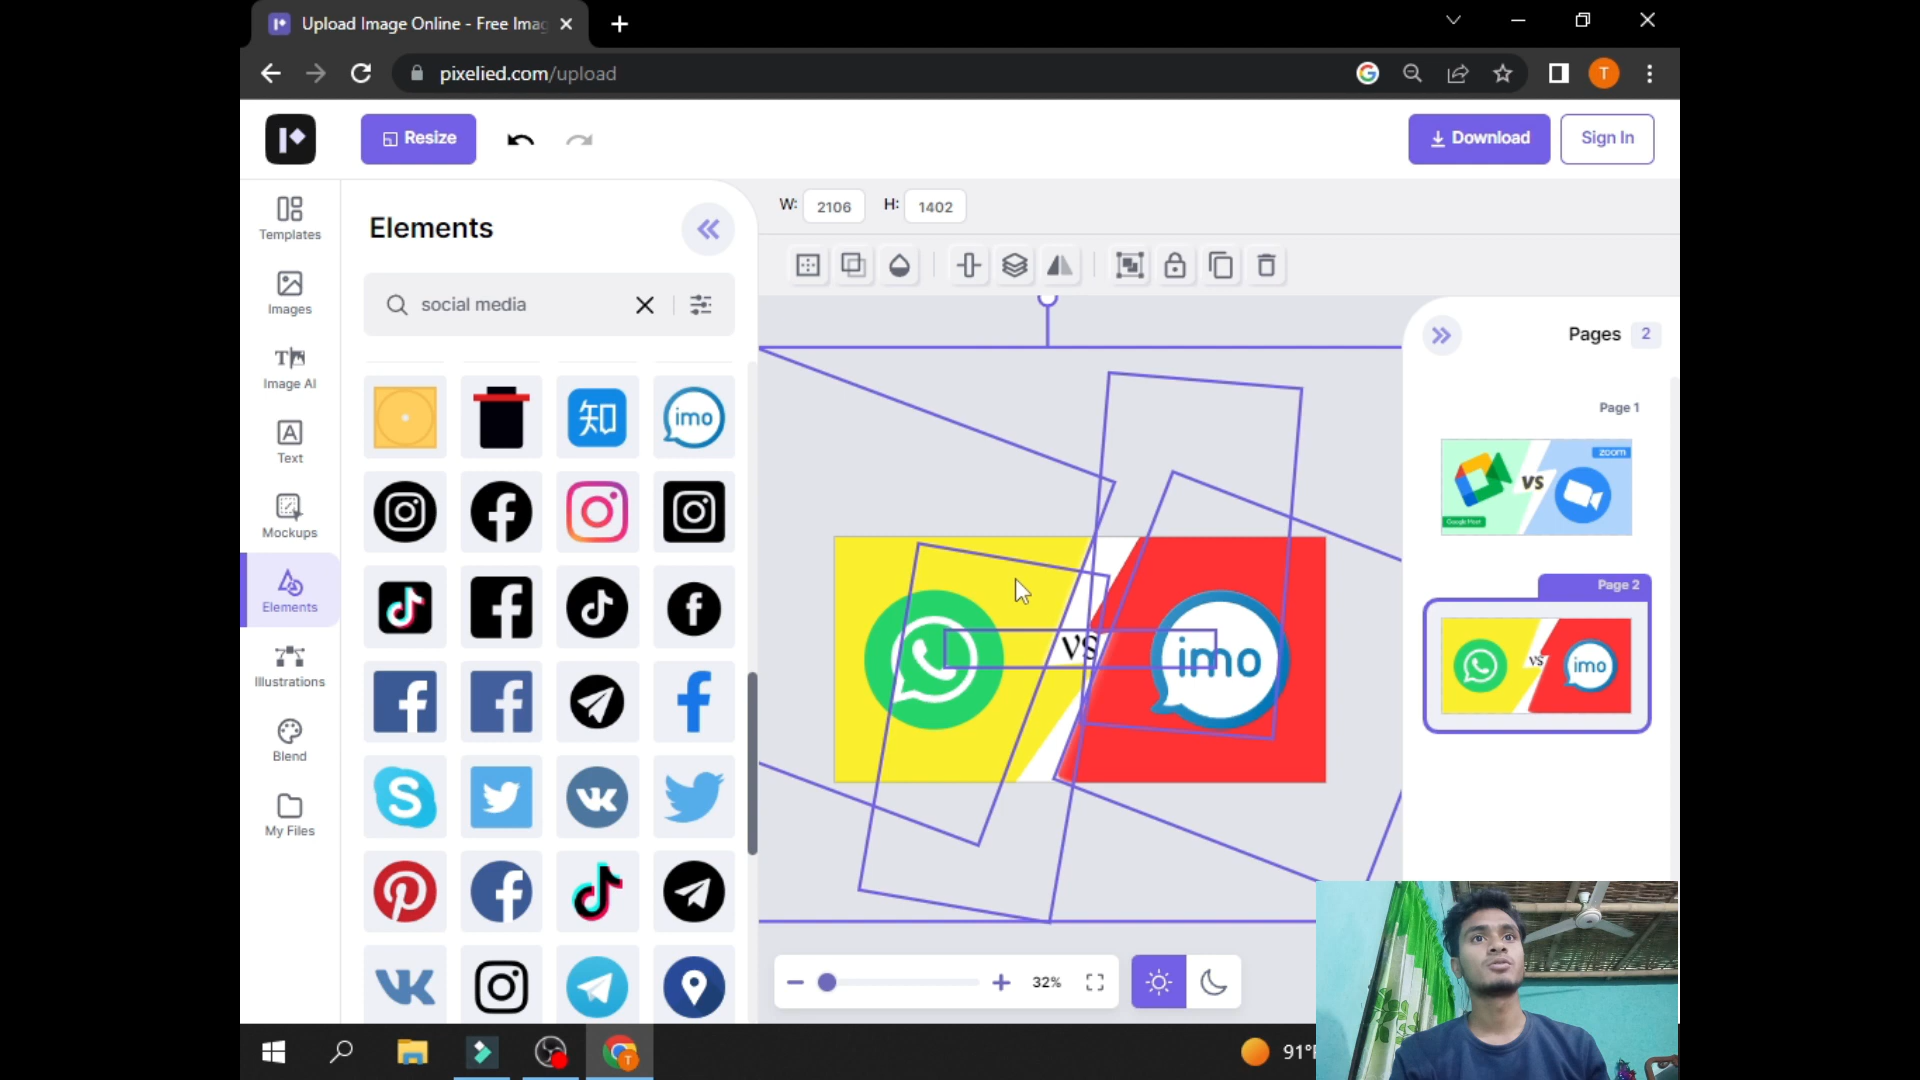 Upload Image Online - Free Imag
pixelied.com/upload
T
Resize
Download
Sign In
W: 2106 H: 1402
Templates
Images
Image AI
Text
Mockups
Elements
Illustrations
Blend
My Files
Elements
social media
知
imo
VS
imo
32%
Pages 2
Page 1
zoom
VS
Google Meet
Page 2
VS
imo
91°F